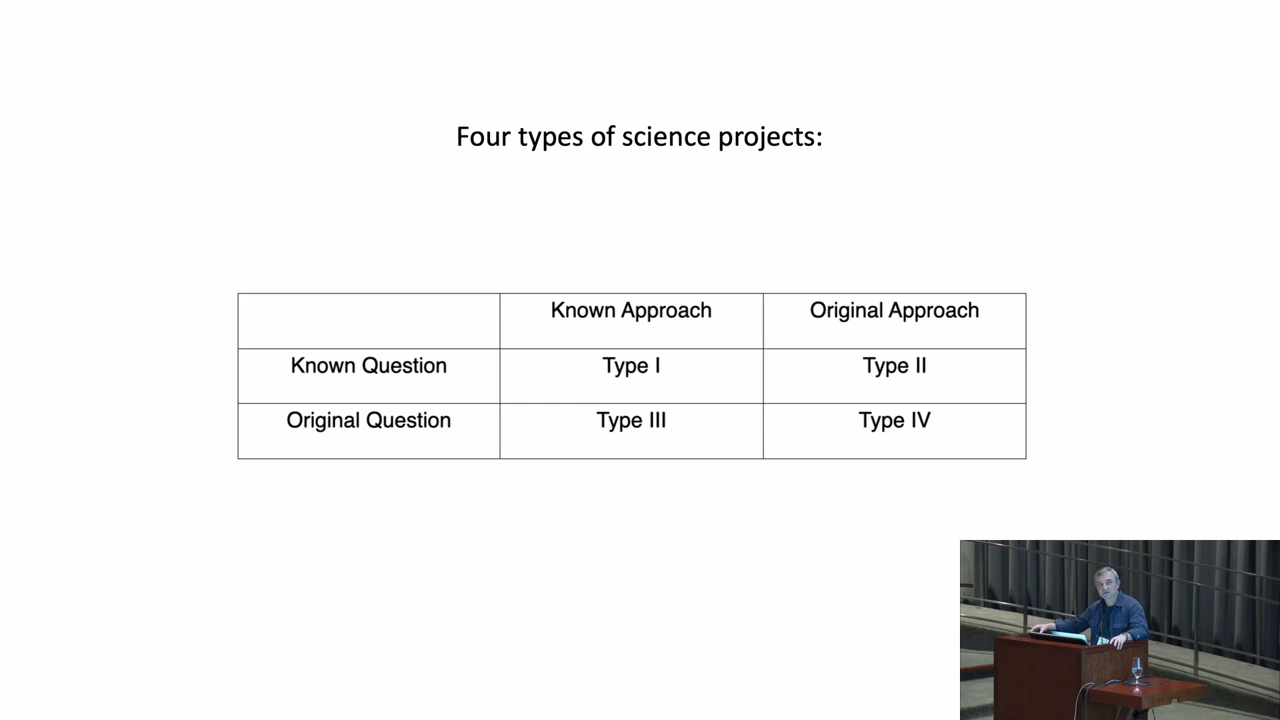 Four types of science projects:
Known Approach Original Approach
Known Question Type I Type II
Original Question Type III Type IV